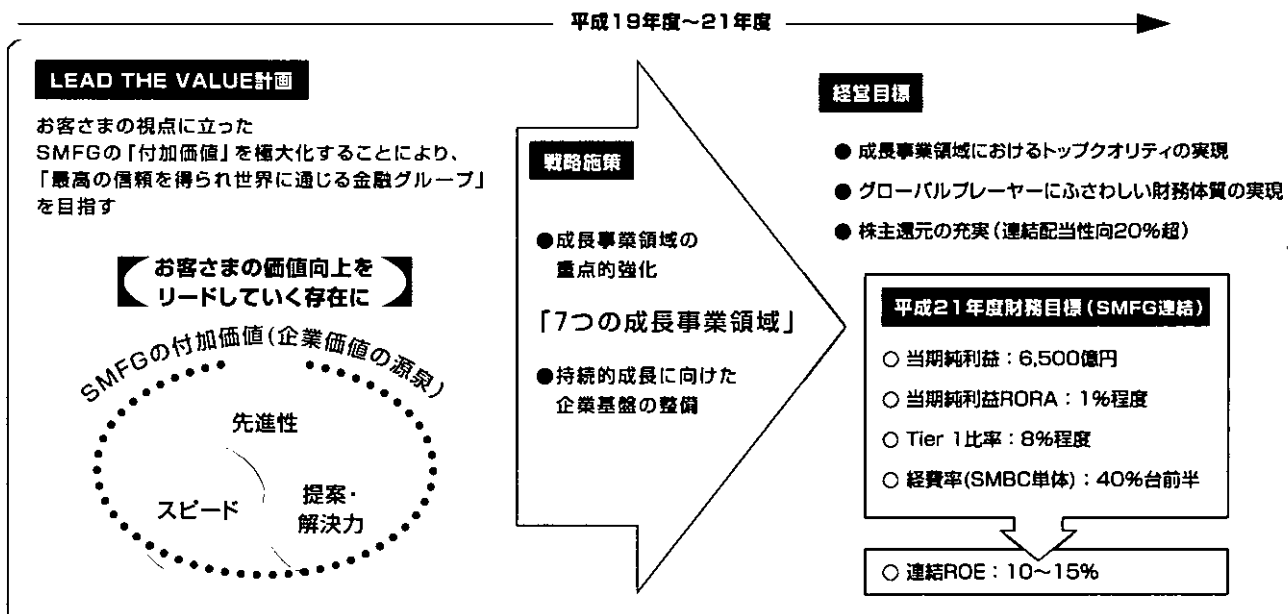 平成19年度～21年度
LEAD THE VALUE計画
お客さまの視点に立った
SMFGの「付加価値」を極大化することにより、
「最高の信頼を得られ世界に通じる金融グループ」
を目指す
お客さまの価値向上を
リードしていく存在に
SMFGの付加価値(企業価値の源泉)
先進性
スピード
提案・
解決力
戦略施策
●成長事業領域の
重点的強化
「7つの成長事業領域」
●持続的成長に向けた
企業基盤の整備
経営目標
● 成長事業領域におけるトップクオリティの実現
● グローバルプレーヤーにふさわしい財務体質の実現
● 株主還元の充実(連結配当性向20%超)
平成21年度財務目標(SMFG連結)
○ 当期純利益：6,500億円
○ 当期純利益RORA：1%程度
○ Tier 1比率：8%程度
○ 経費率(SMBC単体)：40%台前半
○ 連結ROE：10～15%